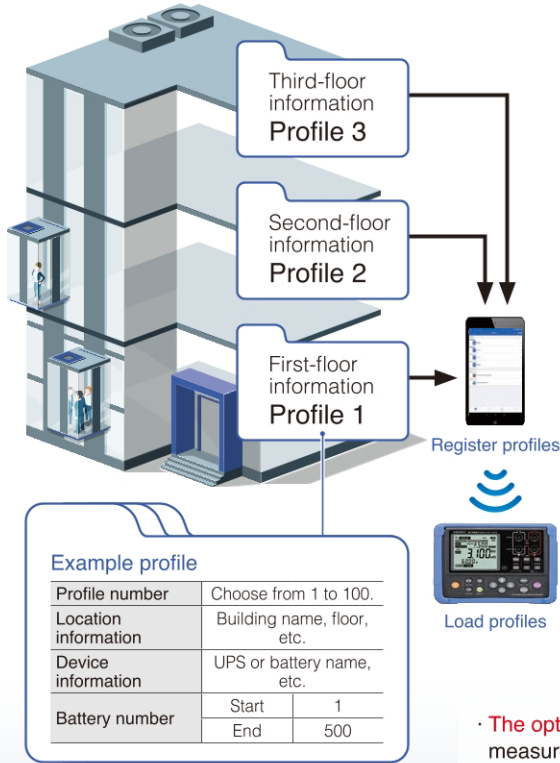 Third-floor
information
Profile 3
Second-floor
information
Profile 2
First-floor
information
Profile 1
Register profiles
Load profiles
3.100
Example profile
Profile number Choose from 1 to 100.
Location
information
Building name, floor,
etc.
Device
information
UPS or battery name,
etc.
Battery number
Start 1
End 500
· The opt
measur